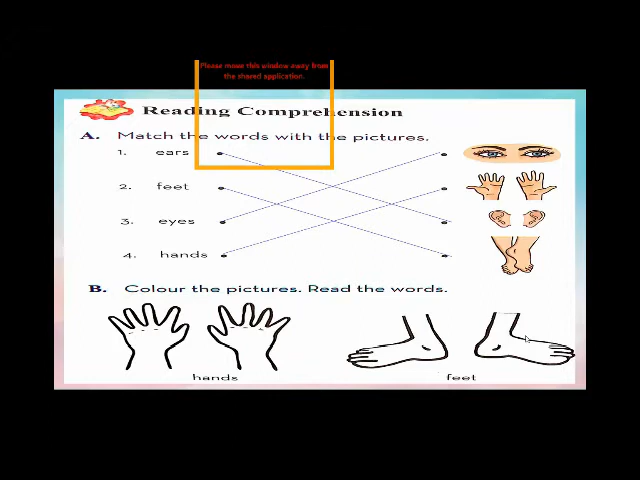 Please move this window away from
the shared application.
Reading Comprehension
A. Match the words with the pictures.
1. ears
2. feet
3. eyes
4. hands
B. Colour the pictures. Read the words.
hands feet